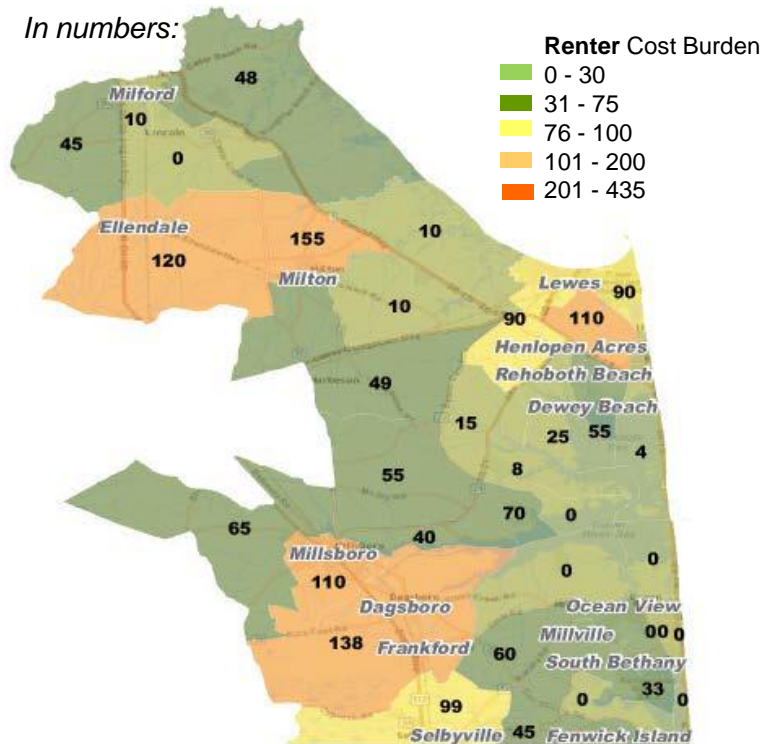 In numbers:
Renter Cost Burden
0 - 30
31 - 75
76 - 100
101 - 200
201 - 435
48
Milford
10
45
Lincoln
0
Ellendale
155
10
120
Milton
Lewes
90
10
90
110
Henlopen Acres
Rehoboth Beach
49
Dewey Beach
15
25
55
4
55
8
70
0
65
40
Millsboro
0
0
110
Dagsboro
Ocean View
138
Frankford
Millville
00
0
60
South Bethany
33
0
0
99
Selbyville
45
Fenwick Island